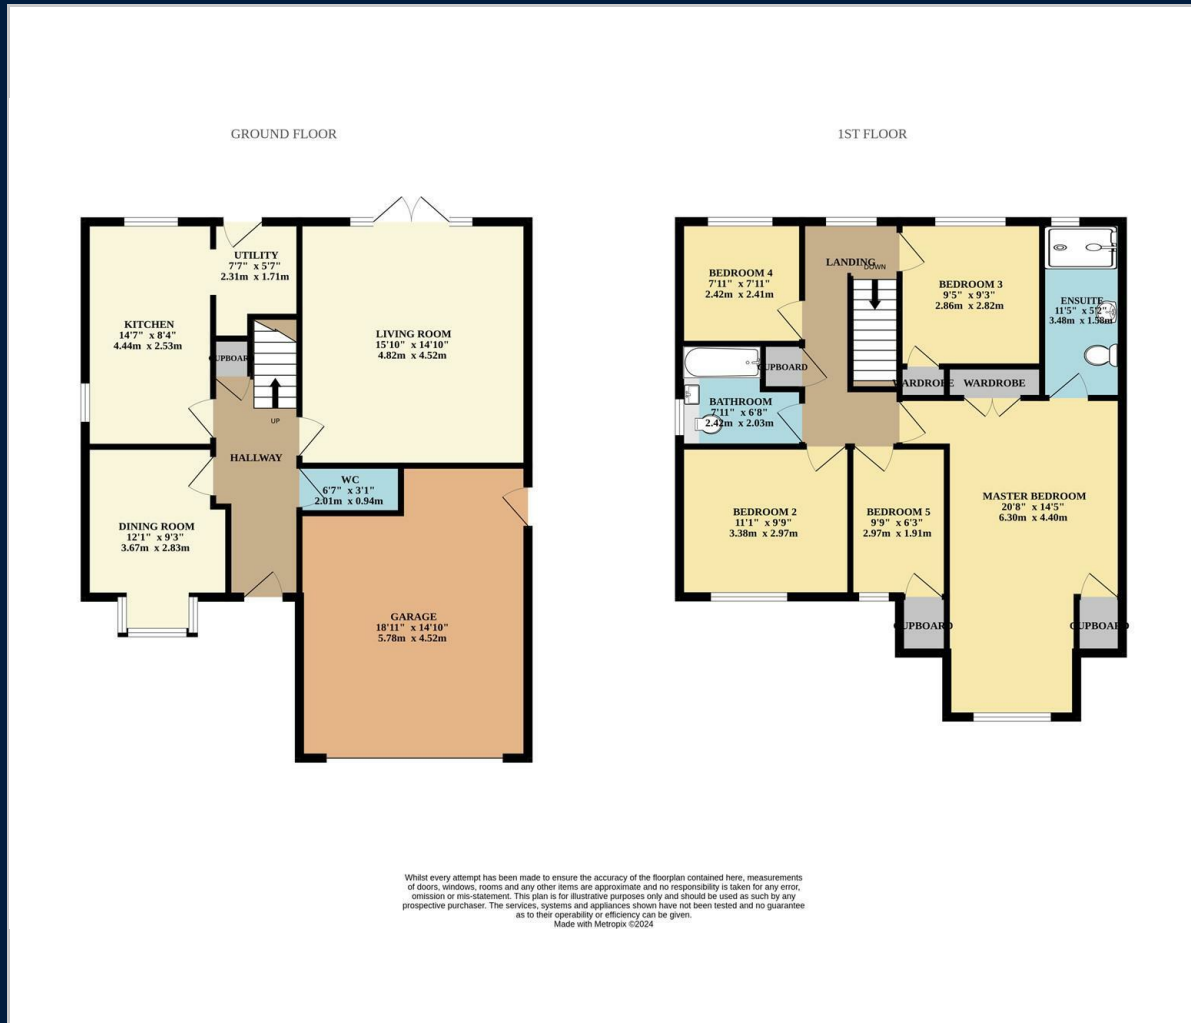 GROUND FLOOR
1ST FLOOR
UTILITY
7'7" x 5'7"
2.31m x 1.71m
KITCHEN
14'7" x 8'4"
4.44m x 2.53m
LIVING ROOM
15'10" x 14'10"
4.82m x 4.52m
CUPBOARD
UP
HALLWAY
WC
6'7" x 3'1"
2.01m x 0.94m
DINING ROOM
12'1" x 9'3"
3.67m x 2.83m
GARAGE
18'11" x 14'10"
5.78m x 4.52m
LANDING
DOWN
BEDROOM 4
7'11" x 7'11"
2.42m x 2.41m
BEDROOM 3
9'5" x 9'3"
2.86m x 2.82m
ENSUITE
11'5" x 5'2"
3.48m x 1.58m
CUPBOARD
WARDROBE
WARDROBE
BATHROOM
7'11" x 6'8"
2.42m x 2.03m
MASTER BEDROOM
20'8" x 14'5"
6.30m x 4.40m
BEDROOM 2
11'1" x 9'9"
3.38m x 2.97m
BEDROOM 5
9'9" x 6'3"
2.97m x 1.91m
CUPBOARD
CUPBOARD
Whilst every attempt has been made to ensure the accuracy of the floorplan contained here, measurements
of doors, windows, rooms and any other items are approximate and no responsibility is taken for any error,
omission or mis-statement. This plan is for illustrative purposes only and should be used as such by any
prospective purchaser. The services, systems and appliances shown have not been tested and no guarantee
as to their operability or efficiency can be given.
Made with Metropix ©2024